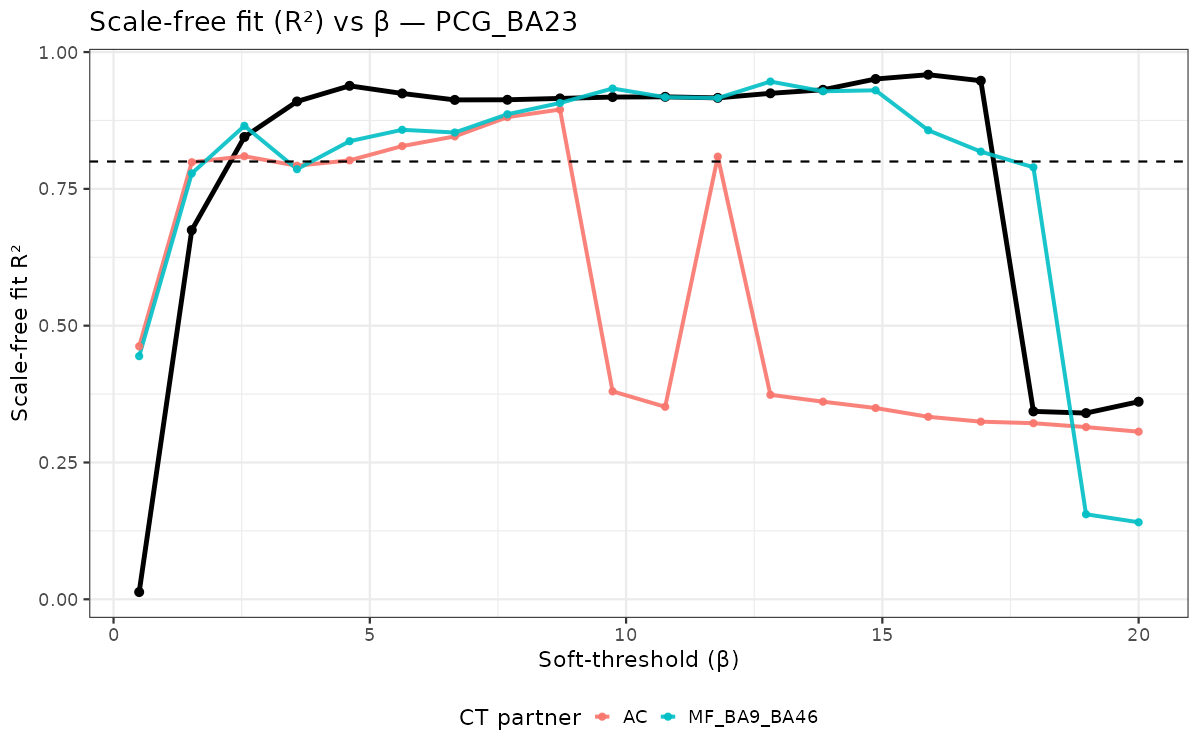 Scale-free fit (R²) vs β — PCG_BA23
Scale-free fit R²
1.00
0.75
0.50
0.25
0.00
0
5
10
15
20
Soft-threshold (β)
CT partner
AC
MF_BA9_BA46